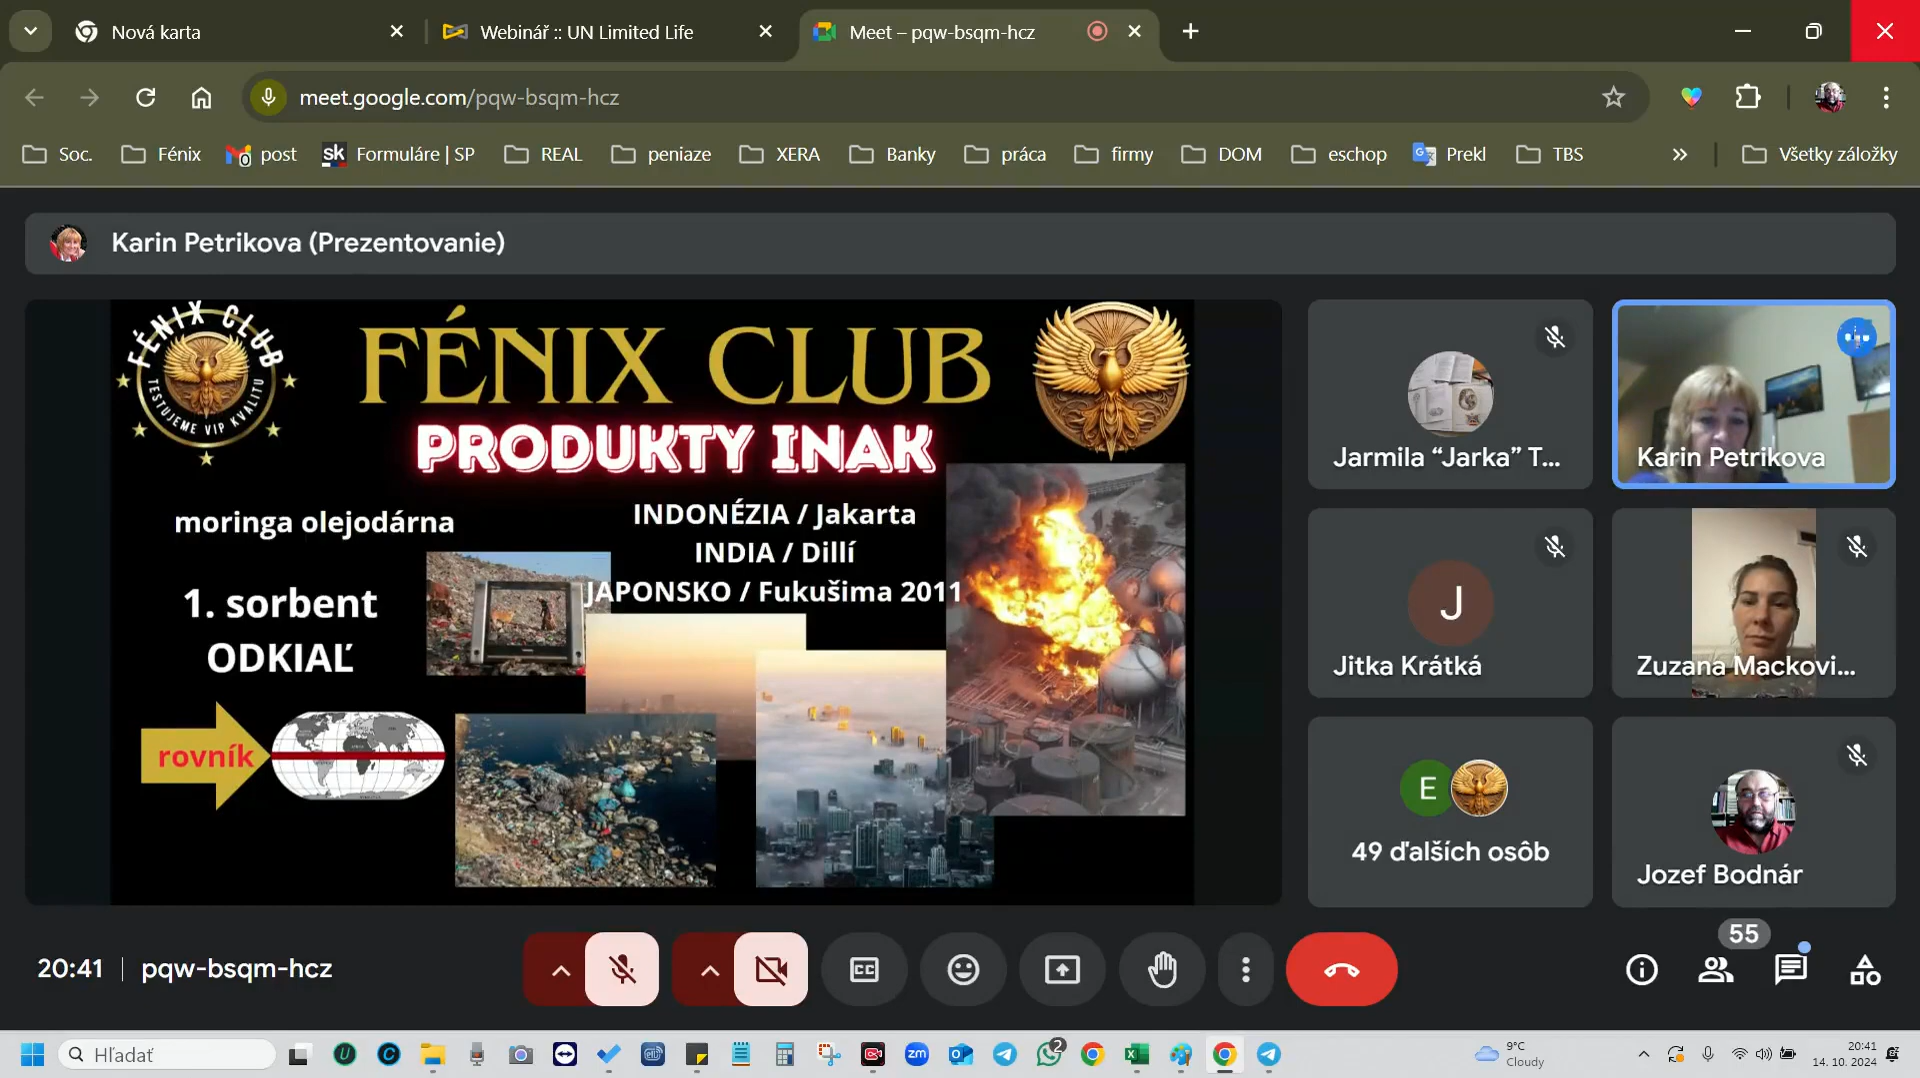 Nová karta
Webinář :: UN Limited Life
Meet – pqw-bsqm-hcz
meet.google.com/pqw-bsqm-hcz
Soc.
Fénix
post
Formuláre | SP
REAL
peniaze
XERA
Banky
práca
firmy
DOM
eschop
Prekl
TBS
Všetky záložky
Karin Petrikova (Prezentovanie)
FÉNIX CLUB
TESTUJEME VIP KVALITU
FÉNIX CLUB
PRODUKTY INAK
moringa olejodárna
INDONÉZIA / Jakarta
INDIA / Dillí
JAPONSKO / Fukušima 2011
1. sorbent
ODKIAĽ
rovník
Jarmila “Jarka” T...
Karin Petrikova
J
Jitka Krátká
Zuzana Mackovi...
E
49 ďalších osôb
Jozef Bodnár
20:41 | pqw-bsqm-hcz
55
Hľadať
2
9°C
Cloudy
20:41
14. 10. 2024